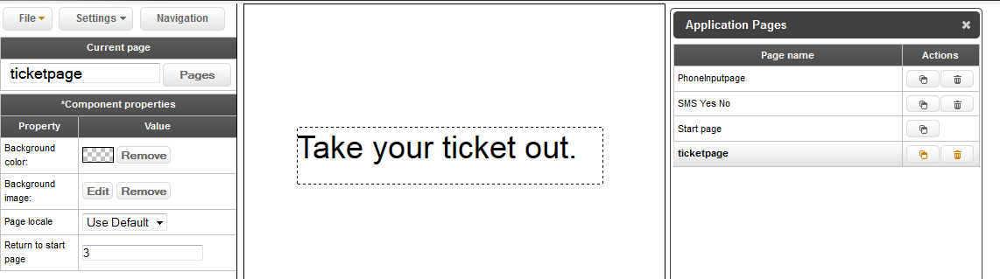 File Settings Navigation
Current page
ticketpage Pages
*Component properties
Property Value
Background
color:
Remove
Background
image:
Edit Remove
Page locale Use Default
Return to start
page
3
Take your ticket out.
Application Pages
Page name Actions
PhoneInputpage
SMS Yes No
Start page
ticketpage